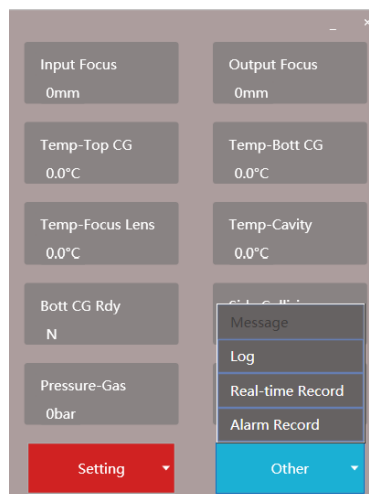 Input Focus
0mm
Output Focus
0mm
Temp-Top CG
0.0°C
Temp-Bott CG
0.0°C
Temp-Focus Lens
0.0°C
Temp-Cavity
0.0°C
Bott CG Rdy
N
Message
Log
Real-time Record
Alarm Record
Pressure-Gas
0bar
Setting
Other